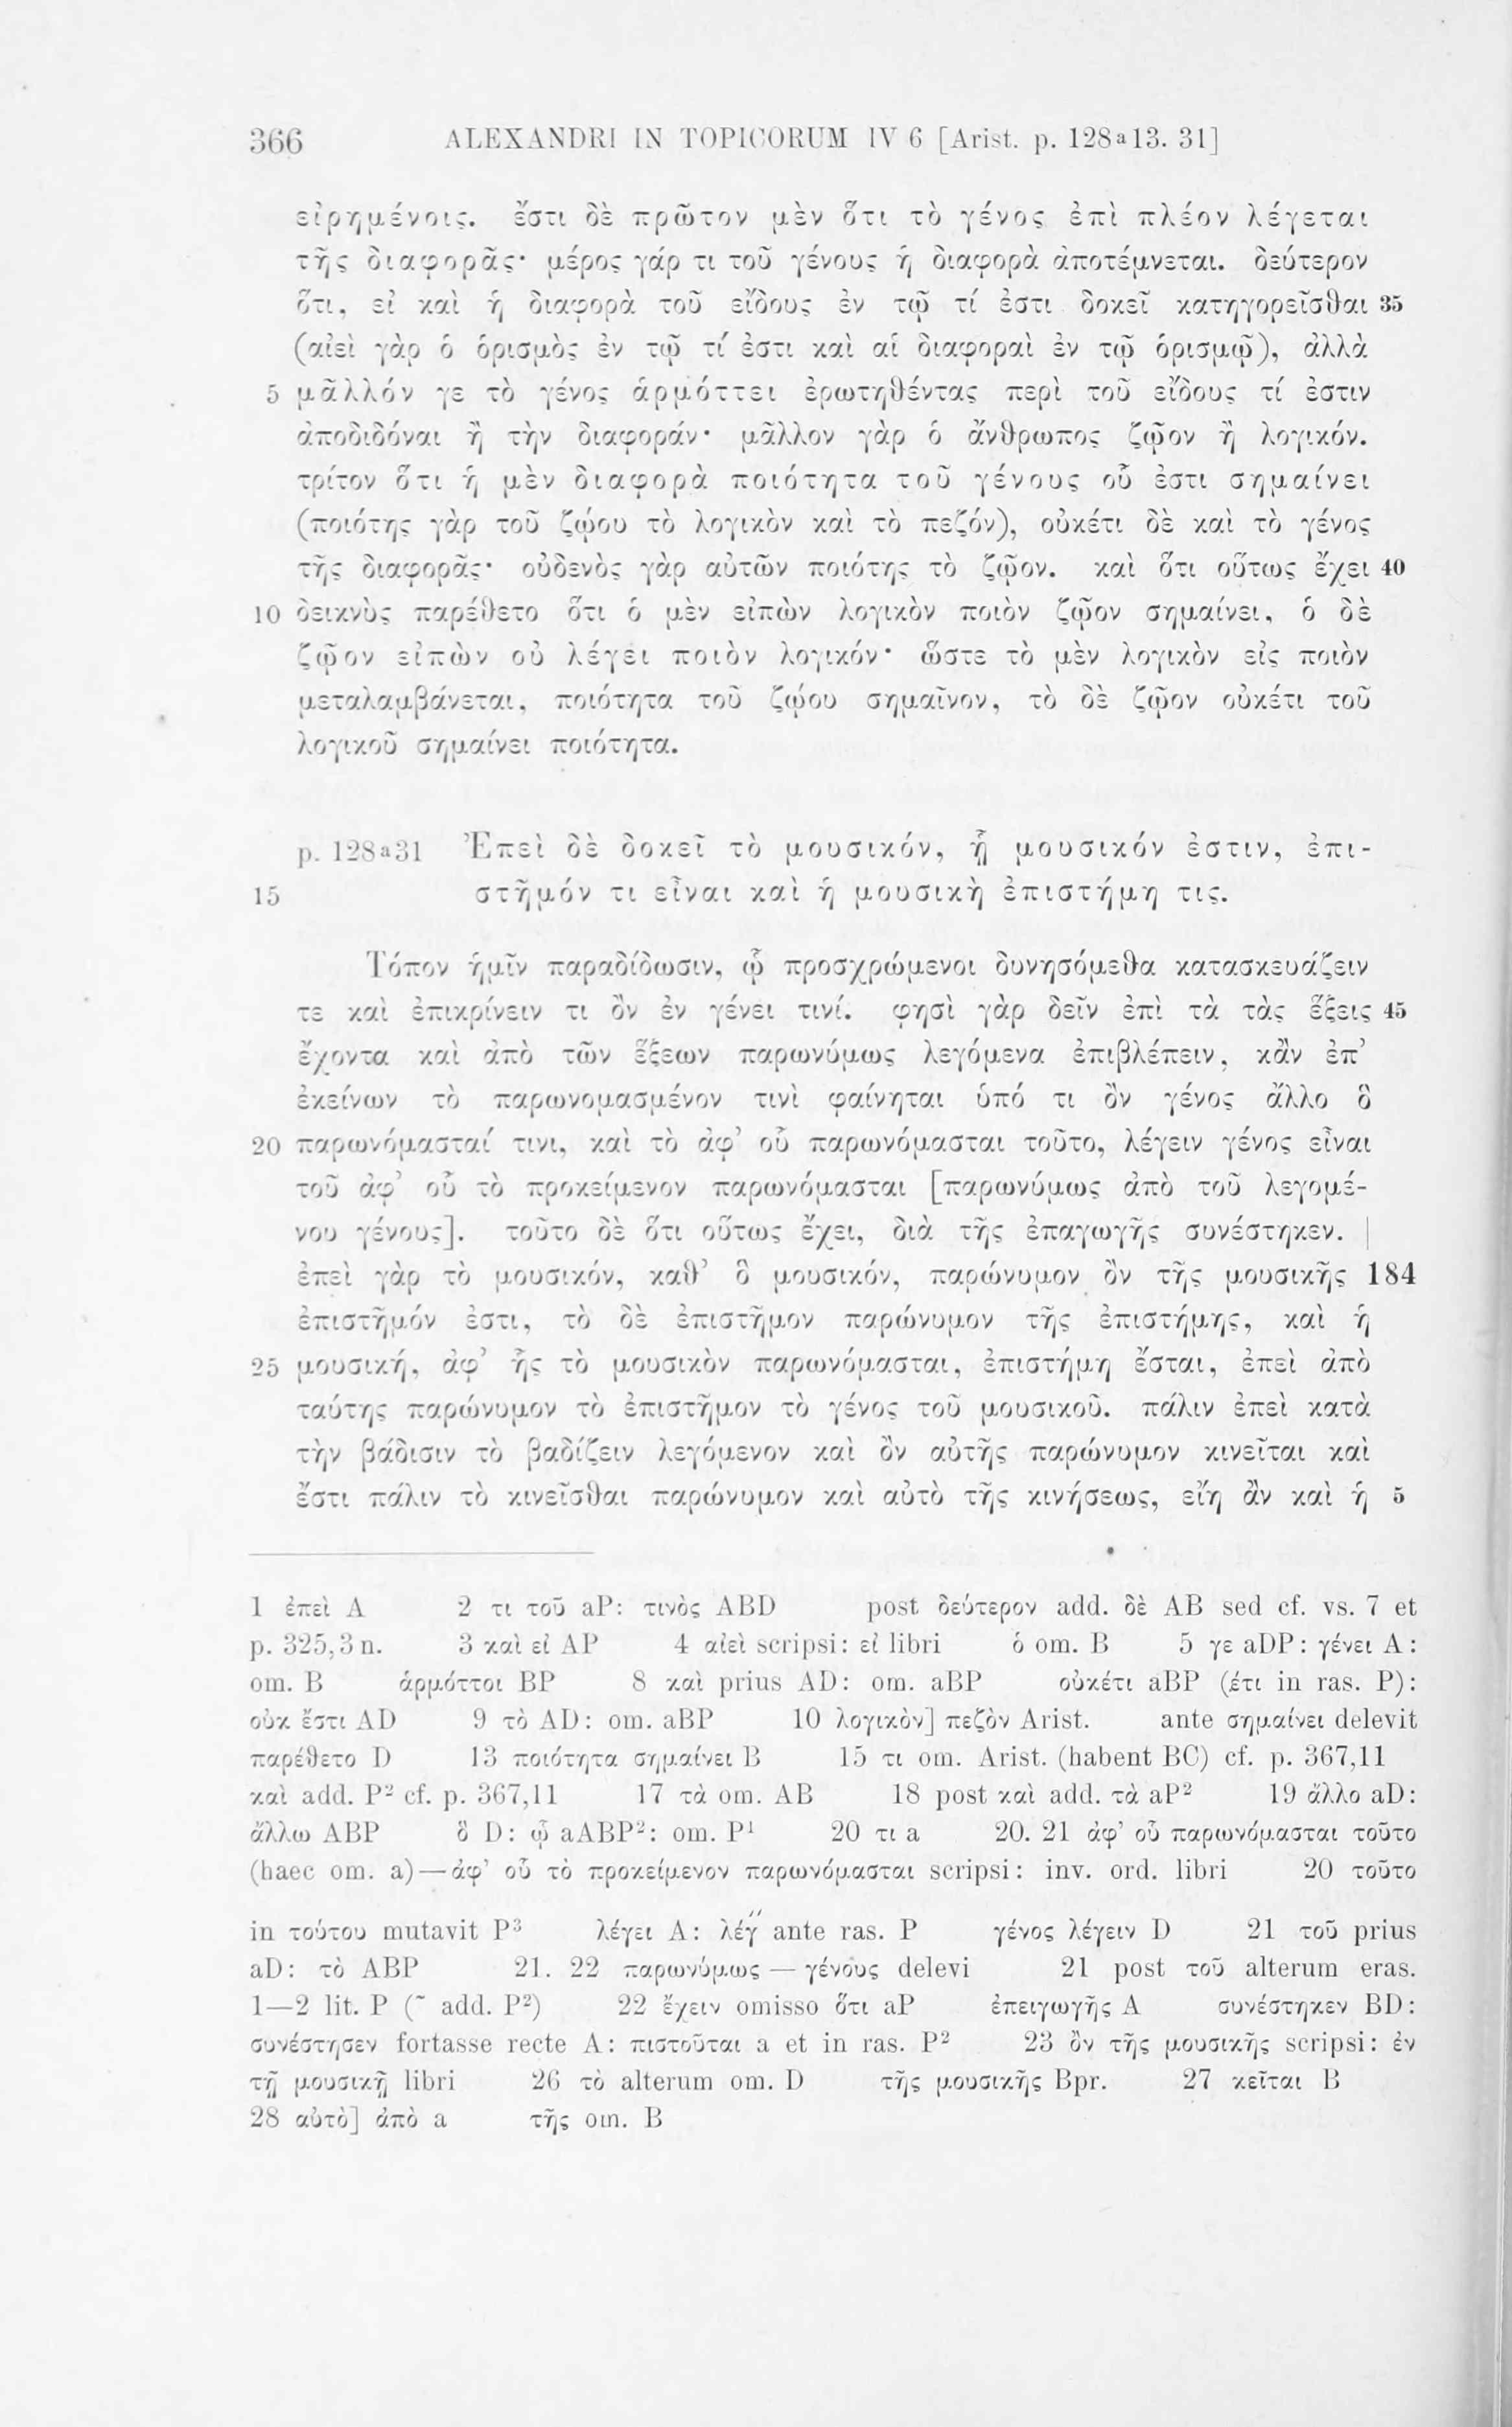 366 ALEXANDRI IN TOPICORUM IV 6 [Arist. p. 128a13. 31]
εἰρημένοις. ἔστι δὲ πρῶτον μὲν ὅτι τὸ γένος ἐπὶ πλέον λέγεται
τῆς διαφορᾶς· μέρος γάρ τι τοῦ γένους ἡ διαφορὰ ἀποτέμνεται. δεύτερον
ὅτι, εἰ καὶ ἡ διαφορὰ τοῦ εἴδους ἐν τῷ τί ἐστι δοκεῖ κατηγορεῖσθαι 35
(αἰεὶ γὰρ ὁ ὁρισμὸς ἐν τῷ τί ἐστι καὶ αἱ διαφοραὶ ἐν τῷ ὁρισμῷ), ἀλλὰ
5 μᾶλλόν γε τὸ γένος ἁρμόττει ἐρωτηθέντας περὶ τοῦ εἴδους τί ἐστιν
ἀποδιδόναι ἢ τὴν διαφοράν· μᾶλλον γὰρ ὁ ἄνθρωπος ζῷον ἢ λογικόν.
τρίτον ὅτι ἡ μὲν διαφορὰ ποιότητα τοῦ γένους οὗ ἐστι σημαίνει
(ποιότης γὰρ τοῦ ζῴου τὸ λογικὸν καὶ τὸ πεζόν), οὐκέτι δὲ καὶ τὸ γένος
τῆς διαφορᾶς· οὐδενὸς γὰρ αὐτῶν ποιότης τὸ ζῷον. καὶ ὅτι οὕτως ἔχει 40
10 δεικνὺς παρέθετο ὅτι ὁ μὲν εἰπὼν λογικὸν ποιὸν ζῷον σημαίνει, ὁ δὲ
ζῷον εἰπὼν οὐ λέγει ποιὸν λογικόν· ὥστε τὸ μὲν λογικὸν εἰς ποιὸν
μεταλαμβάνεται, ποιότητα τοῦ ζῴου σημαῖνον, τὸ δὲ ζῷον οὐκέτι τοῦ
λογικοῦ σημαίνει ποιότητα.
p. 128a31 Ἐπεὶ δὲ δοκεῖ τὸ μουσικόν, ᾗ μουσικόν ἐστιν, ἐπι-
15 στῆμόν τι εἶναι καὶ ἡ μουσικὴ ἐπιστήμη τις.
Τόπον ἡμῖν παραδίδωσιν, ᾧ προσχρώμενοι δυνησόμεθα κατασκευάζειν
τε καὶ ἐπικρίνειν τι ὂν ἐν γένει τινί. φησὶ γὰρ δεῖν ἐπὶ τὰ τὰς ἕξεις 45
ἔχοντα καὶ ἀπὸ τῶν ἕξεων παρωνύμως λεγόμενα ἐπιβλέπειν, κἂν ἐπ’
ἐκείνων τὸ παρωνομασμένον τινὶ φαίνηται ὑπό τι ὂν γένος ἄλλο ὃ
20 παρωνόμασταί τινι, καὶ τὸ ἀφ’ οὗ παρωνόμασται τοῦτο, λέγειν γένος εἶναι
τοῦ ἀφ’ οὗ τὸ προκείμενον παρωνόμασται [παρωνύμως ἀπὸ τοῦ λεγομέ-
νου γένους]. τοῦτο δὲ ὅτι οὕτως ἔχει, διὰ τῆς ἐπαγωγῆς συνέστηκεν. |
ἐπεὶ γὰρ τὸ μουσικόν, καθ’ ὃ μουσικόν, παρώνυμον ὂν τῆς μουσικῆς 184
ἐπιστῆμόν ἐστι, τὸ δὲ ἐπιστῆμον παρώνυμον τῆς ἐπιστήμης, καὶ ἡ
25 μουσική, ἀφ’ ἧς τὸ μουσικὸν παρωνόμασται, ἐπιστήμη ἔσται, ἐπεὶ ἀπὸ
ταύτης παρώνυμον τὸ ἐπιστῆμον τὸ γένος τοῦ μουσικοῦ. πάλιν ἐπεὶ κατὰ
τὴν βάδισιν τὸ βαδίζειν λεγόμενον καὶ ὂν αὐτῆς παρώνυμον κινεῖται καὶ
ἔστι πάλιν τὸ κινεῖσθαι παρώνυμον καὶ αὐτὸ τῆς κινήσεως, εἴη ἂν καὶ ἡ 5
1 ἐπεὶ A 2 τι τοῦ aP: τινὸς ABD post δεύτερον add. δὲ AB sed cf. vs. 7 et
p. 325,3 n. 3 καὶ εἰ AP 4 αἰεὶ scripsi: εἰ libri ὁ om. B 5 γε aDP: γένει A:
om. B ἁρμόττοι BP 8 καὶ prius AD: om. aBP οὐκέτι aBP (έτι in ras. P):
οὐκ ἔστι AD 9 τὸ AD: om. aBP 10 λογικὸν] πεζὸν Arist. ante σημαίνει delevit
παρέθετο D 13 ποιότητα σημαίνει B 15 τι om. Arist. (habent BC) cf. p. 367,11
καὶ add. P² cf. p. 367,11 17 τὰ om. AB 18 post καὶ add. τὰ aP² 19 ἄλλο aD:
ἄλλω ABP ὃ D: ᾧ aABP²: om. P¹ 20 τι a 20. 21 ἀφ’ οὗ παρωνόμασται τοῦτο
(haec om. a)—ἀφ’ οὗ τὸ προκείμενον παρωνόμασται scripsi: inv. ord. libri 20 τοῦτο
in τούτου mutavit P³ λέγει A: λέγ ante ras. P γένος λέγειν D 21 τοῦ prius
aD: τὸ ABP 21. 22 παρωνύμως — γένους delevi 21 post τοῦ alterum eras.
1—2 lit. P (˜ add. P²) 22 ἔχειν omisso ὅτι aP ἐπειγωγῆς A συνέστηκεν BD:
συνέστησεν fortasse recte A: πιστοῦται a et in ras. P² 23 ὂν τῆς μουσικῆς scripsi: ἐν
τῇ μουσικῇ libri 26 τὸ alterum om. D τῆς μουσικῆς Bpr. 27 κεῖται B
28 αὐτὸ] ἀπὸ a τῆς om. B